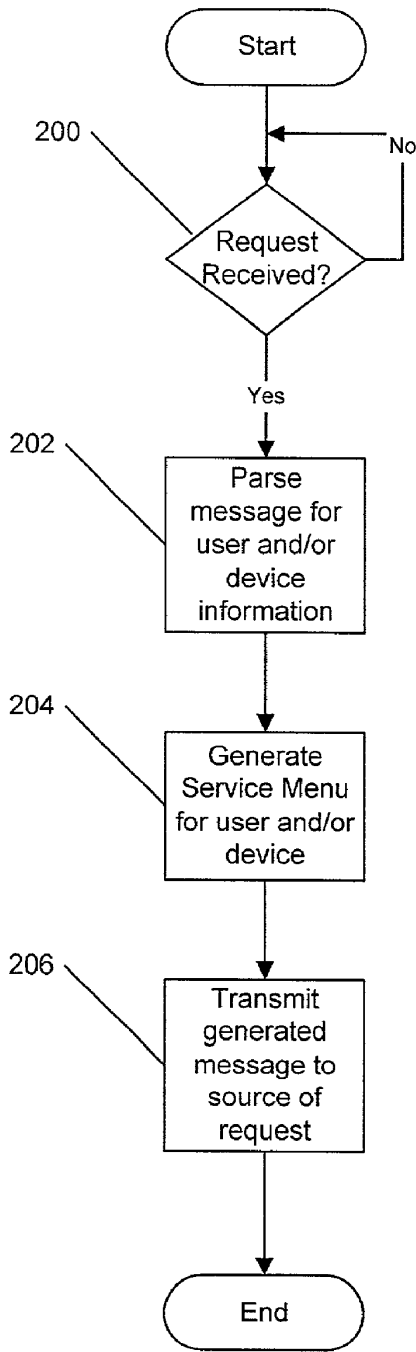 Start
200
No
Request
Received?
Yes
202
Parse
message for
user and/or
device
information
204
Generate
Service Menu
for user and/or
device
206
Transmit
generated
message to
source of
request
End